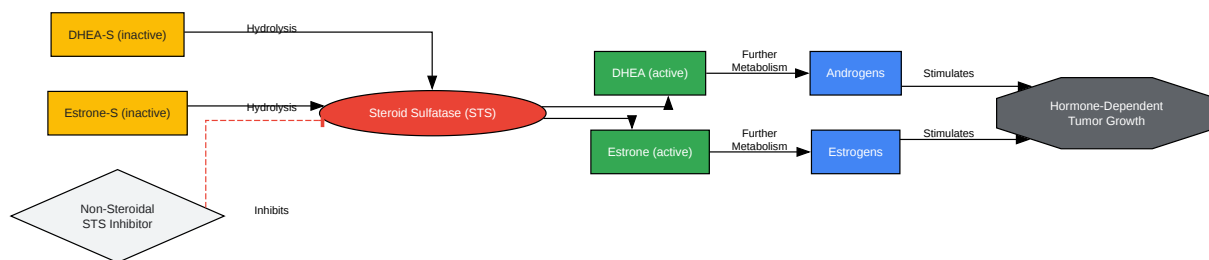 DHEA-S (inactive)
Hydrolysis
Estrone-S (inactive)
Hydrolysis
Steroid Sulfatase (STS)
Non-Steroidal
STS Inhibitor
Inhibits
DHEA (active)
Further
Metabolism
Androgens
Stimulates
Estrone (active)
Further
Metabolism
Estrogens
Stimulates
Hormone-Dependent
Tumor Growth